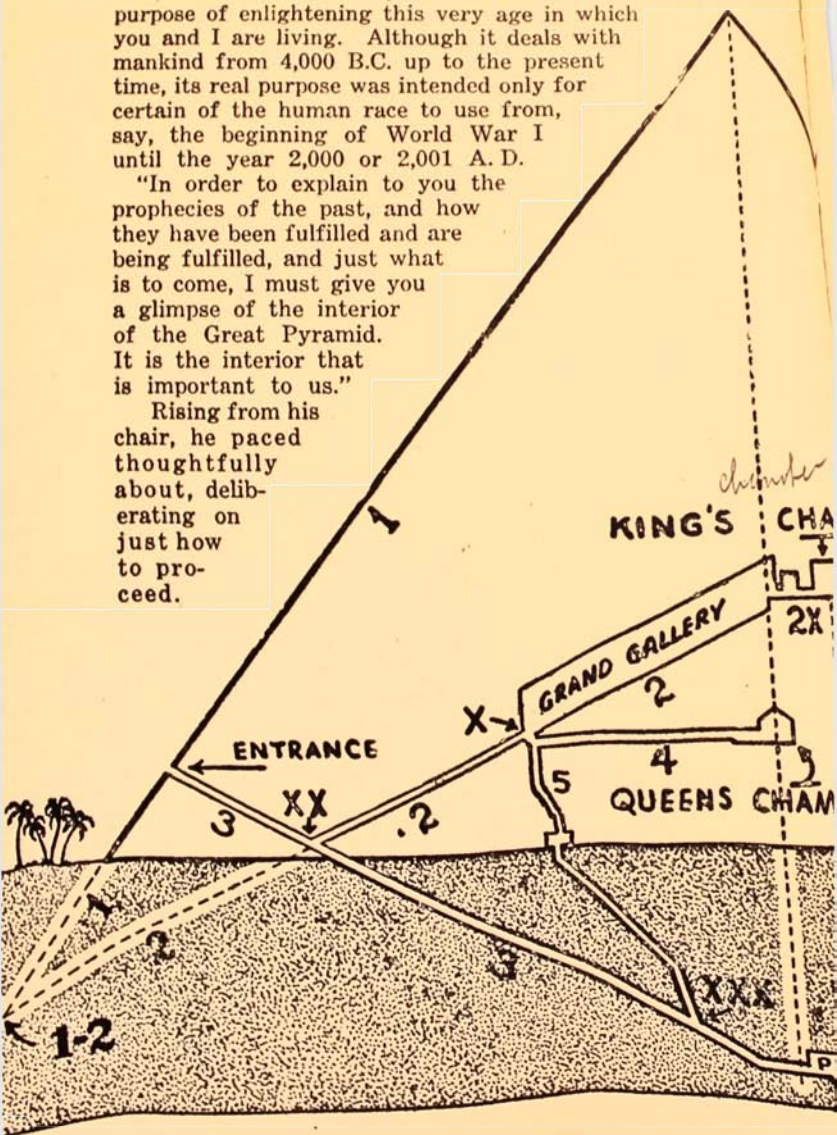 purpose of enlightening this very age in which
you and I are living. Although it deals with
mankind from 4,000 B.C. up to the present
time, its real purpose was intended only for
certain of the human race to use from,
say, the beginning of World War I
until the year 2,000 or 2,001 A. D.
"In order to explain to you the
prophecies of the past, and how
they have been fulfilled and are
being fulfilled, and just what
is to come, I must give you
a glimpse of the interior
of the Great Pyramid.
It is the interior that
is important to us."
Rising from his
chair, he paced
thoughtfully
about, delib-
erating on
just how
to pro-
ceed.
1
chamber
KING'S CHA
GRAND GALLERY
2X
2
X
ENTRANCE
4
5
XX
3
.2
QUEENS CHAM
1
2
3
XXX
1-2
P